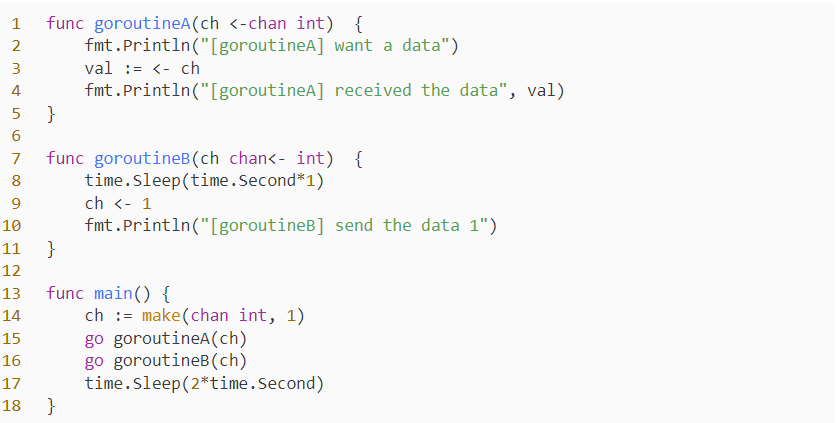 1 func goroutineA(ch <-chan int)  {
2     fmt.Println("[goroutineA] want a data")
3     val := <- ch
4     fmt.Println("[goroutineA] received the data", val)
5 }
6
7 func goroutineB(ch chan<- int)  {
8     time.Sleep(time.Second*1)
9     ch <- 1
10     fmt.Println("[goroutineB] send the data 1")
11 }
12
13 func main() {
14     ch := make(chan int, 1)
15     go goroutineA(ch)
16     go goroutineB(ch)
17     time.Sleep(2*time.Second)
18 }